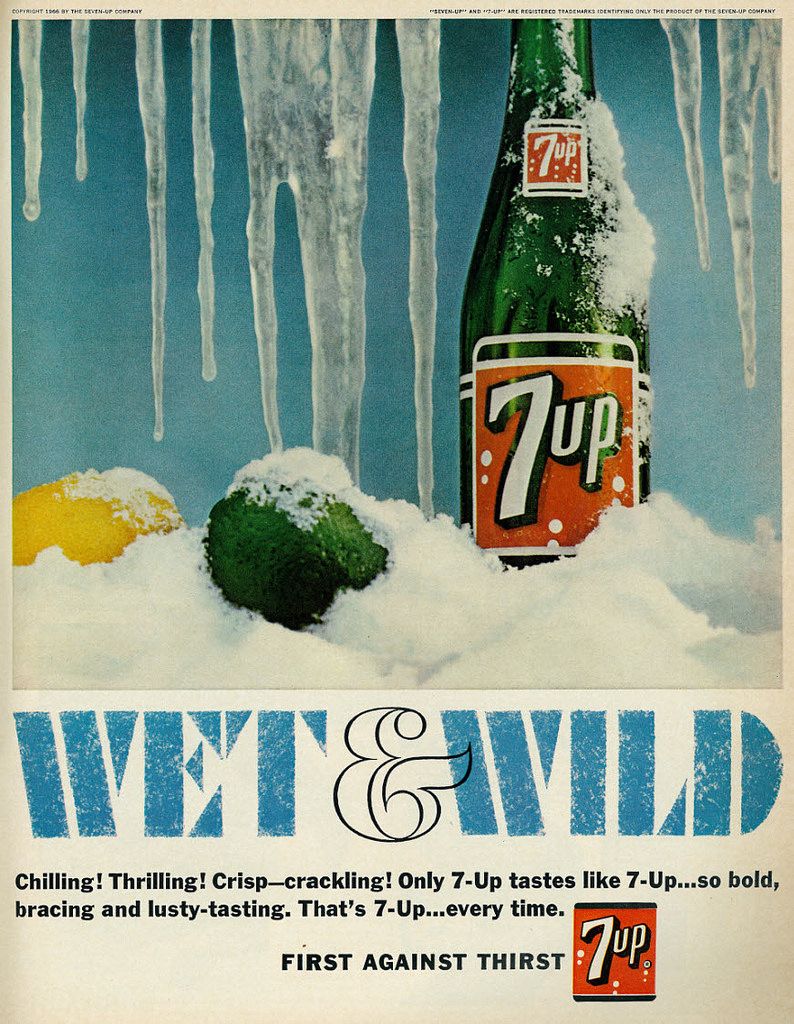 COPYRIGHT 1966 BY THE SEVEN-UP COMPANY
"SEVEN-UP" AND "7-UP" ARE REGISTERED TRADEMARKS IDENTIFYING ONLY THE PRODUCT OF THE SEVEN-UP COMPANY
7up
7up
WET & WILD
Chilling! Thrilling! Crisp—crackling! Only 7-Up tastes like 7-Up...so bold,
bracing and lusty-tasting. That's 7-Up...every time.
FIRST AGAINST THIRST
7up®